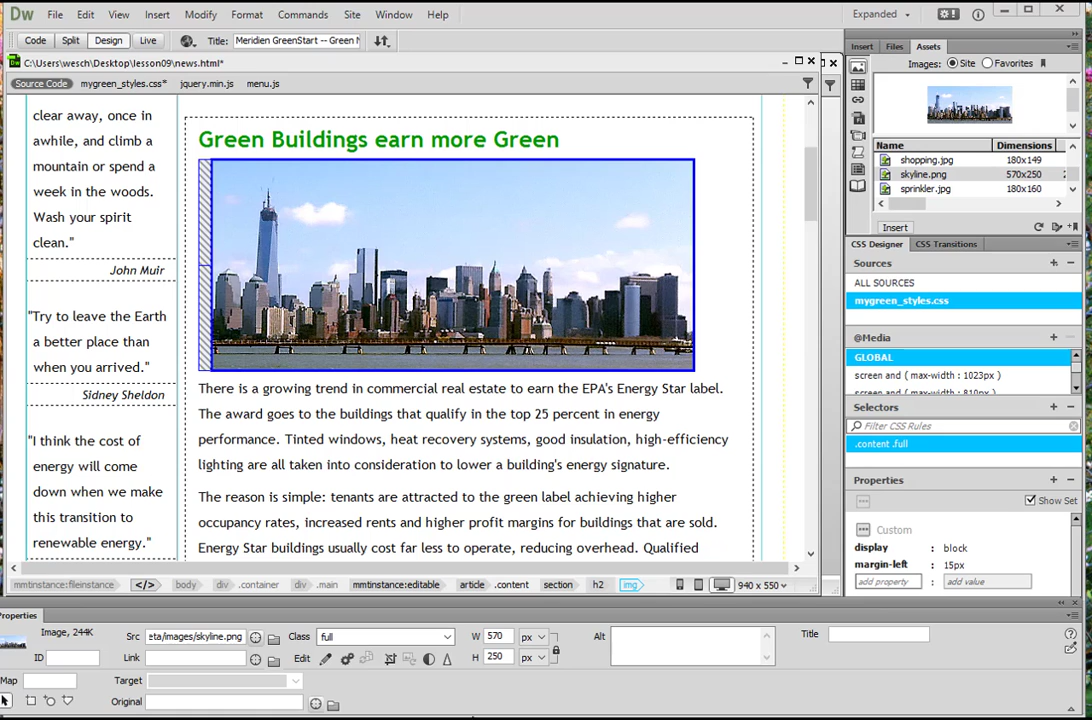 Dw File Edit View Insert Modify Format Commands Site Window Help Expanded
Code Split Design Live Title: Meridien GreenStart -- Green
C:\Users\wesch\Desktop\lesson09\news.html*
Source Code mygreen_styles.css* jquery.min.js menu.js
clear away, once in
awhile, and climb a
mountain or spend a
week in the woods.
Wash your spirit
clean."
John Muir
"Try to leave the Earth
a better place than
when you arrived."
Sidney Sheldon
"I think the cost of
energy will come
down when we make
this transition to
renewable energy."
Green Buildings earn more Green
There is a growing trend in commercial real estate to earn the EPA's Energy Star label.
The award goes to the buildings that qualify in the top 25 percent in energy
performance. Tinted windows, heat recovery systems, good insulation, high-efficiency
lighting are all taken into consideration to lower a building's energy signature.
The reason is simple: tenants are attracted to the green label achieving higher
occupancy rates, increased rents and higher profit margins for buildings that are sold.
Energy Star buildings usually cost far less to operate, reducing overhead. Qualified
mmtinstance:fileinstance </> body div .container div .main mmtinstance:editable article .content section h2 img 940 x 550
Insert Files Assets
Images: Site Favorites
Name Dimensions
shopping.jpg 180x149
skyline.png 570x250
sprinkler.jpg 180x160
Insert
CSS Designer CSS Transitions
Sources
ALL SOURCES
mygreen_styles.css
@Media :
GLOBAL
screen and ( max-width : 1023px )
screen and ( max-width : 810px )
Selectors
Filter CSS Rules
.content .full
Properties
Show Set
Custom
display : block
margin-left : 15px
add property : add value
Properties
Image, 244K Src eta/images/skyline.png Class full W 570 px Alt Title
ID Link Edit H 250 px
Map Target
Original